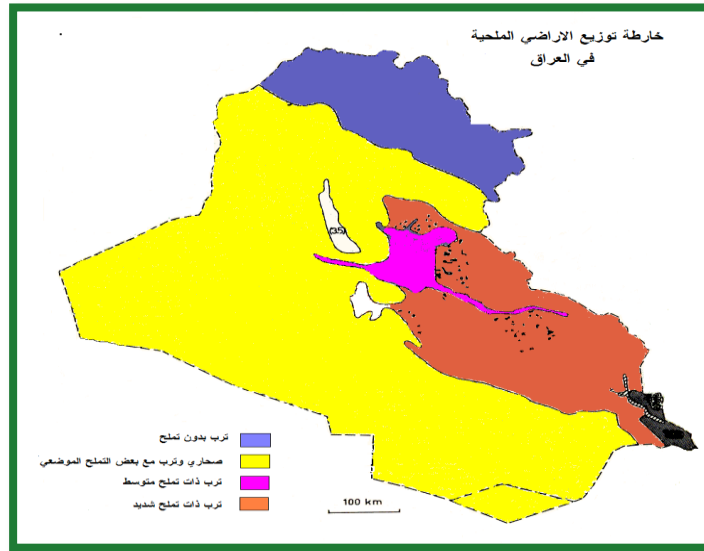 خارطة توزيع الاراضي الملحية
في العراق
(35)
ترب بدون تملح
صحاري وترب مع بعض التملح الموضعي
ترب ذات تملح متوسط
ترب ذات تملح شديد
100 km